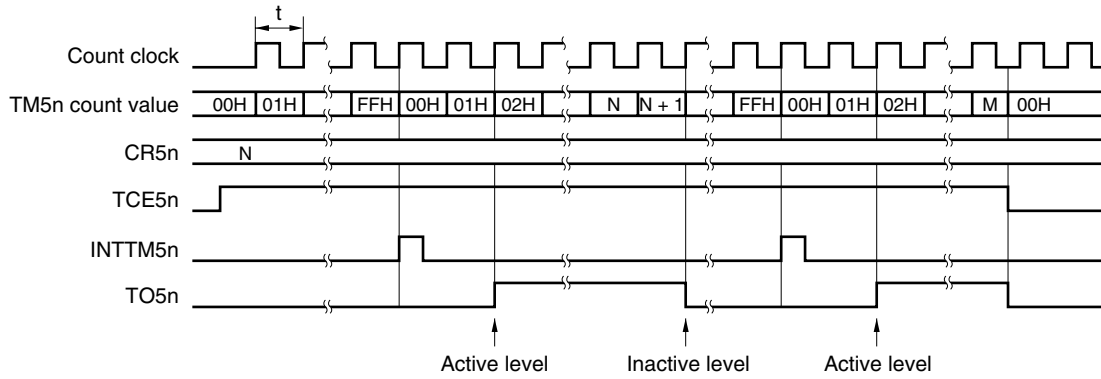 t
Count clock
TM5n count value 00H 01H FFH 00H 01H 02H N N + 1 FFH 00H 01H 02H M 00H
CR5n N
TCE5n
INTTM5n
TO5n
Active level Inactive level Active level